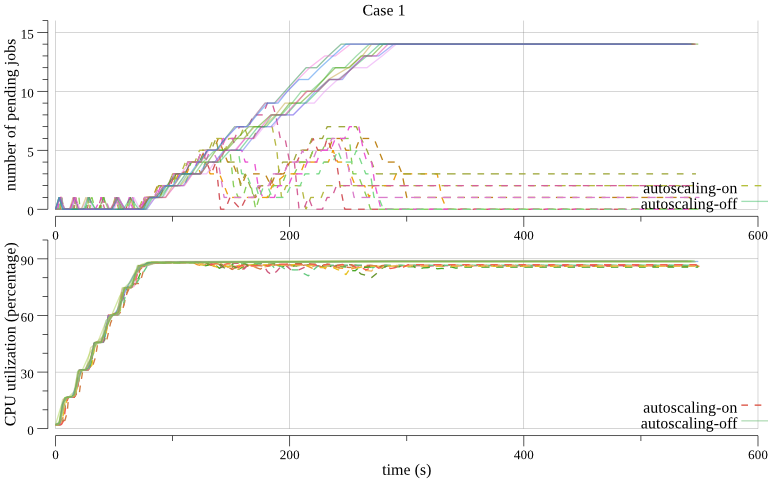 Case 1
number of pending jobs
15
10
5
0
autoscaling-on
autoscaling-off
0
200
400
600
CPU utilization (percentage)
90
60
30
0
autoscaling-on
autoscaling-off
0
200
400
600
time (s)